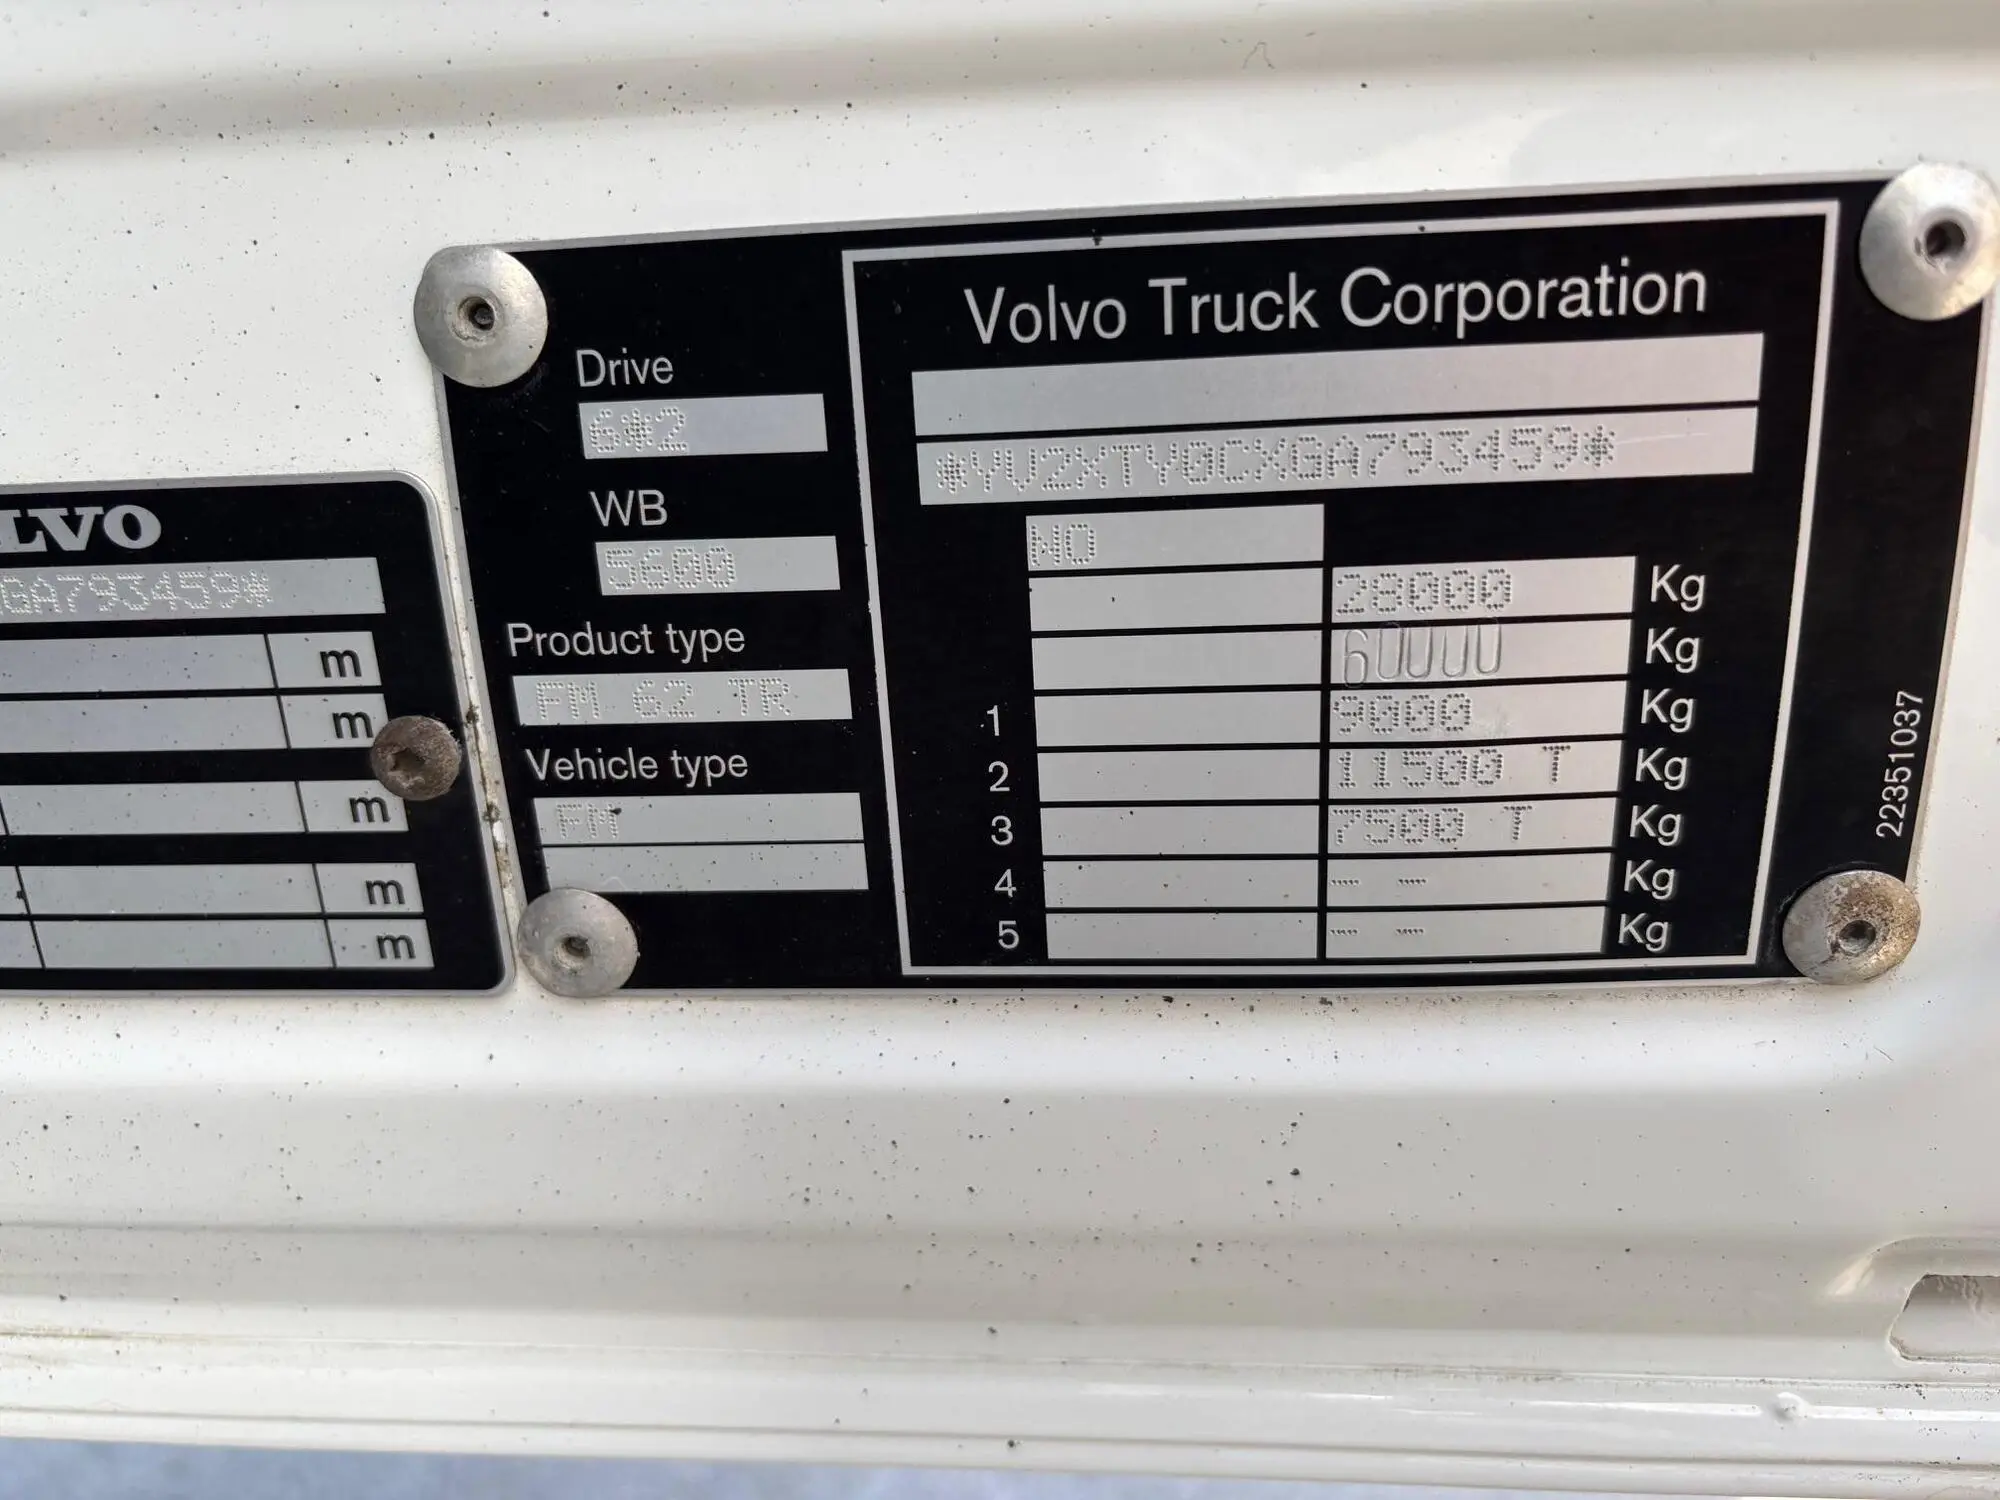 LVO
GA793459*
m
m
m
m
m
Drive
6*2
WB
5600
Product type
FM 62 TR
Vehicle type
FM
Volvo Truck Corporation
*YV2XTY0CXGA793459*
NO
28000 Kg
60000 Kg
1 9000 Kg
2 11500 T Kg
3 7500 T Kg
4 -- -- Kg
5 -- -- Kg
22351037